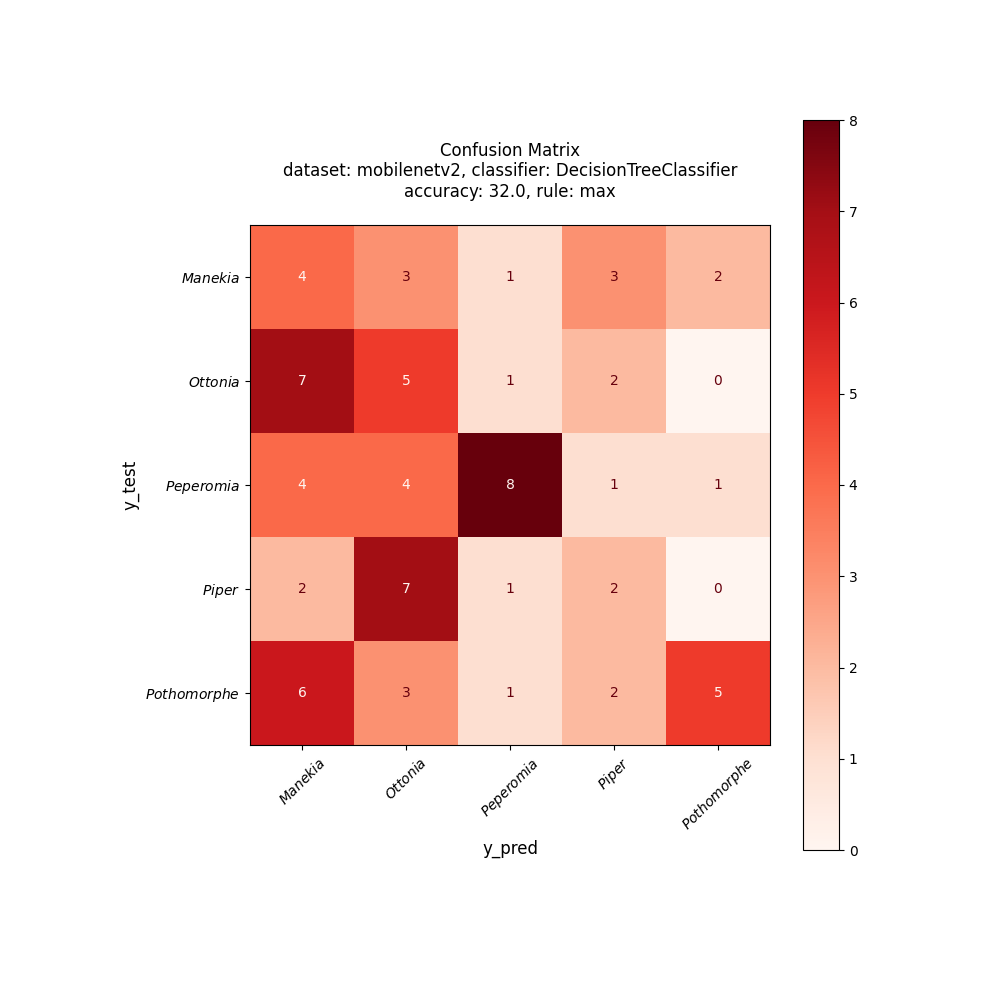 Confusion Matrix
dataset: mobilenetv2, classifier: DecisionTreeClassifier
accuracy: 32.0, rule: max
Manekia 4 3 1 3 2
Ottonia 7 5 1 2 0
Peperomia 4 4 8 1 1
Piper 2 7 1 2 0
Pothomorphe 6 3 1 2 5
Manekia Ottonia Peperomia Piper Pothomorphe
y_pred
y_test
8
7
6
5
4
3
2
1
0